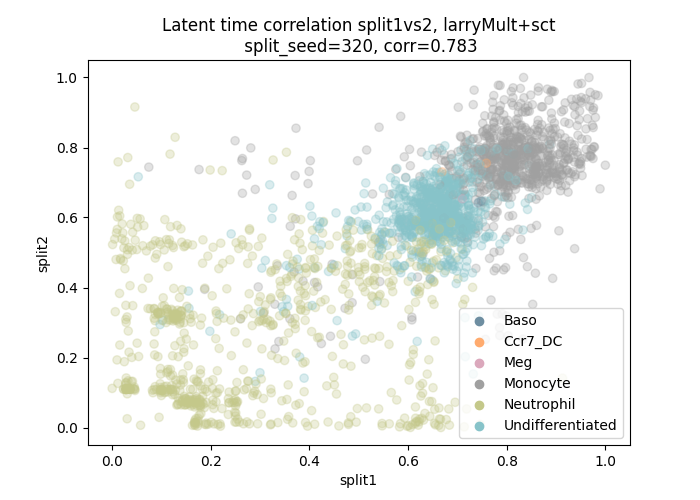 Latent time correlation split1vs2, larryMult+sct
split_seed=320, corr=0.783
split2
1.0
0.8
0.6
0.4
0.2
0.0
Baso
Ccr7_DC
Meg
Monocyte
Neutrophil
Undifferentiated
0.0 0.2 0.4 0.6 0.8 1.0
split1